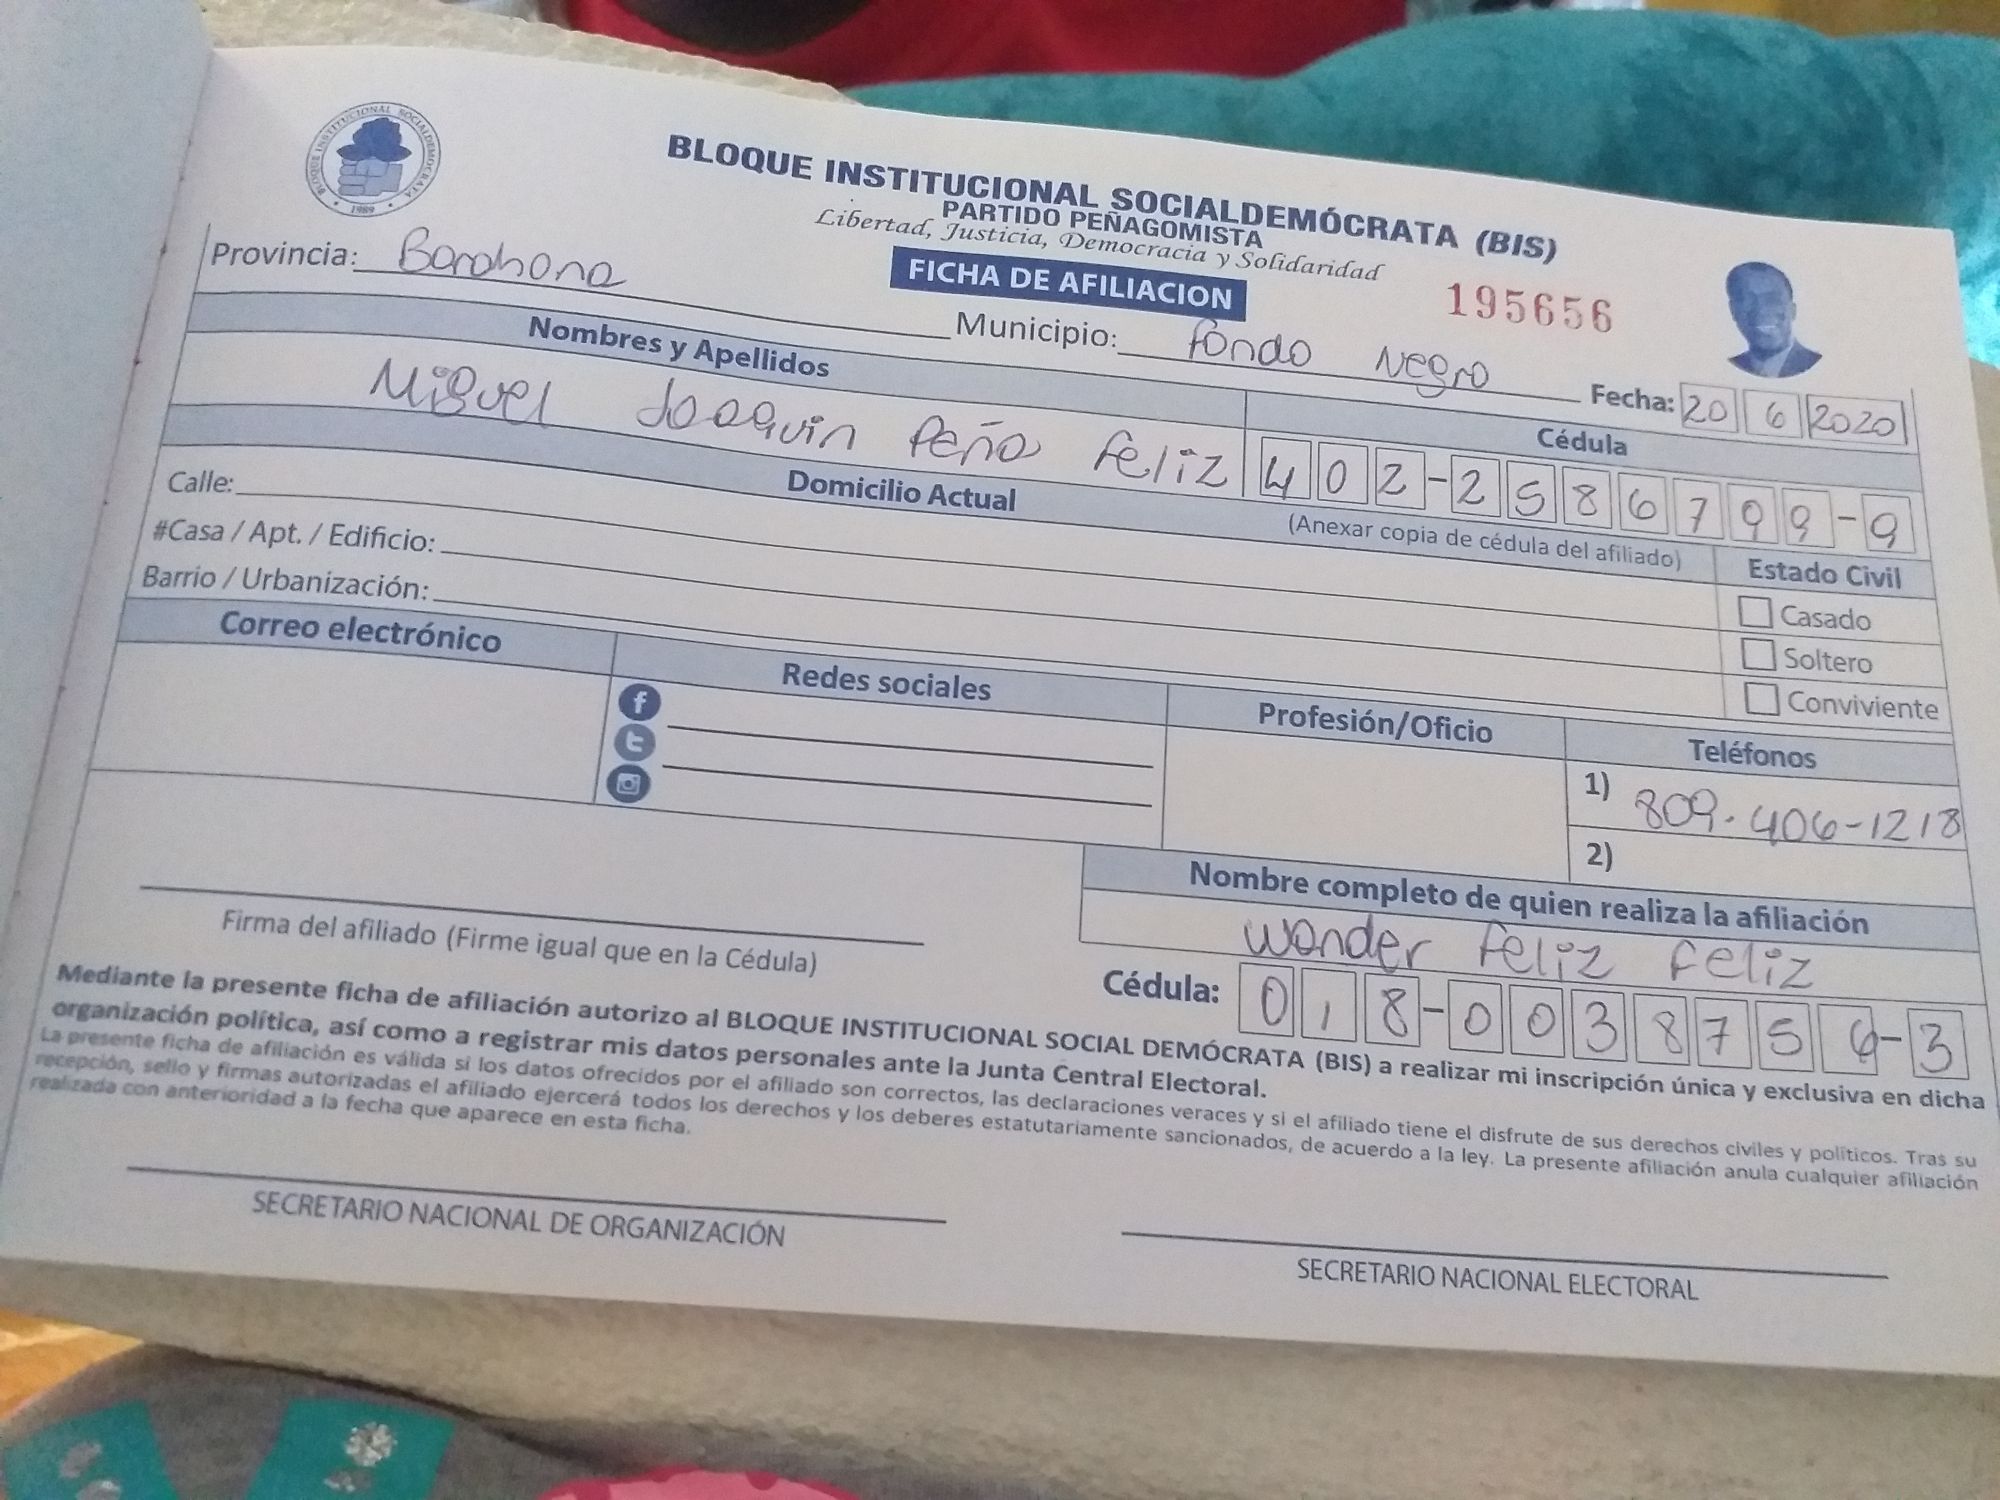 BLOQUE INSTITUCIONAL SOCIALDEMOCRATA
1989
BLOQUE INSTITUCIONAL SOCIALDEMÓCRATA (BIS)
PARTIDO PEÑAGOMISTA
Libertad, Justicia, Democracia y Solidaridad
FICHA DE AFILIACION
195656
Provincia: Barahona Municipio: Fondo Negro Fecha: 20 6 2020
Nombres y Apellidos Cédula
Miguel Joaquin Peña Feliz 402-2586799-9
Domicilio Actual (Anexar copia de cédula del afiliado)
Calle:
#Casa / Apt. / Edificio:
Barrio / Urbanización:
Estado Civil
Casado
Soltero
Conviviente
Correo electrónico Redes sociales Profesión/Oficio Teléfonos
1) 809-406-1218
2)
Nombre completo de quien realiza la afiliación
Wander Feliz Feliz
Cédula: 018-0038756-3
Firma del afiliado (Firme igual que en la Cédula)
Mediante la presente ficha de afiliación autorizo al BLOQUE INSTITUCIONAL SOCIAL DEMÓCRATA (BIS) a realizar mi inscripción única y exclusiva en dicha
organización política, así como a registrar mis datos personales ante la Junta Central Electoral.
La presente ficha de afiliación es válida si los datos ofrecidos por el afiliado son correctos, las declaraciones veraces y si el afiliado tiene el disfrute de sus derechos civiles y políticos. Tras su
recepción, sello y firmas autorizadas el afiliado ejercerá todos los derechos y los deberes estatutariamente sancionados, de acuerdo a la ley. La presente afiliación anula cualquier afiliación
realizada con anterioridad a la fecha que aparece en esta ficha.
SECRETARIO NACIONAL DE ORGANIZACIÓN
SECRETARIO NACIONAL ELECTORAL